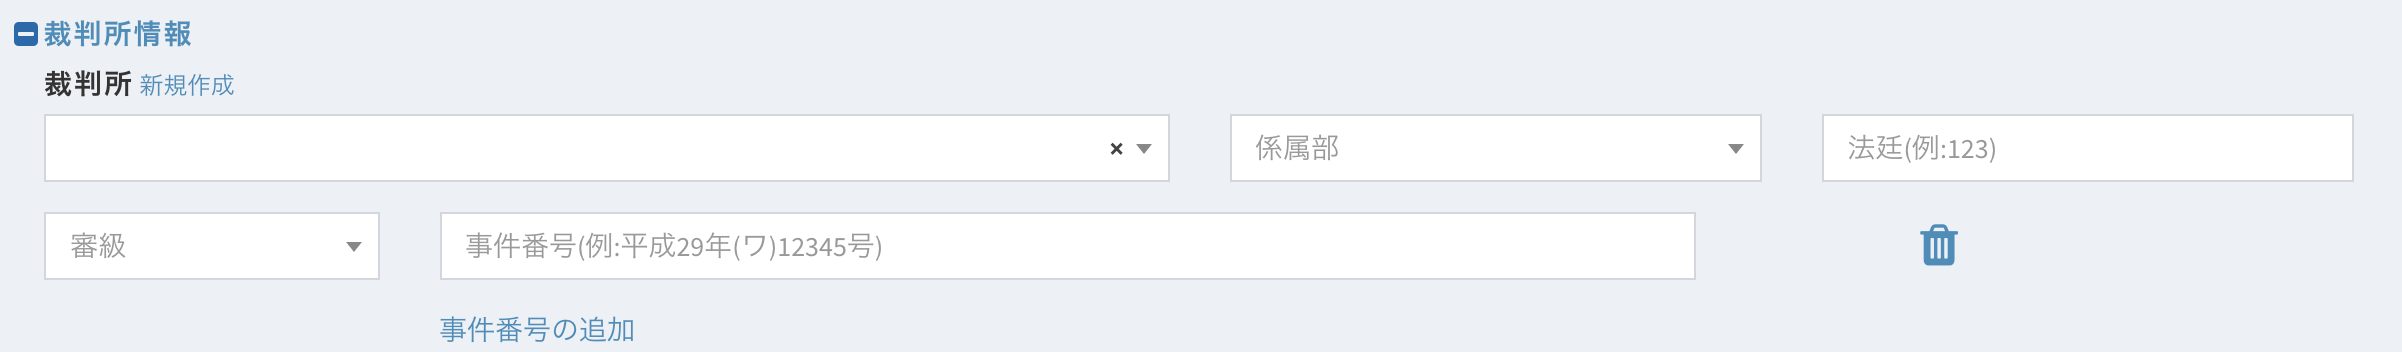 裁判所情報
裁判所 新規作成
× 係属部 法廷(例:123)
審級 事件番号(例:平成29年(ワ)12345号)
事件番号の追加